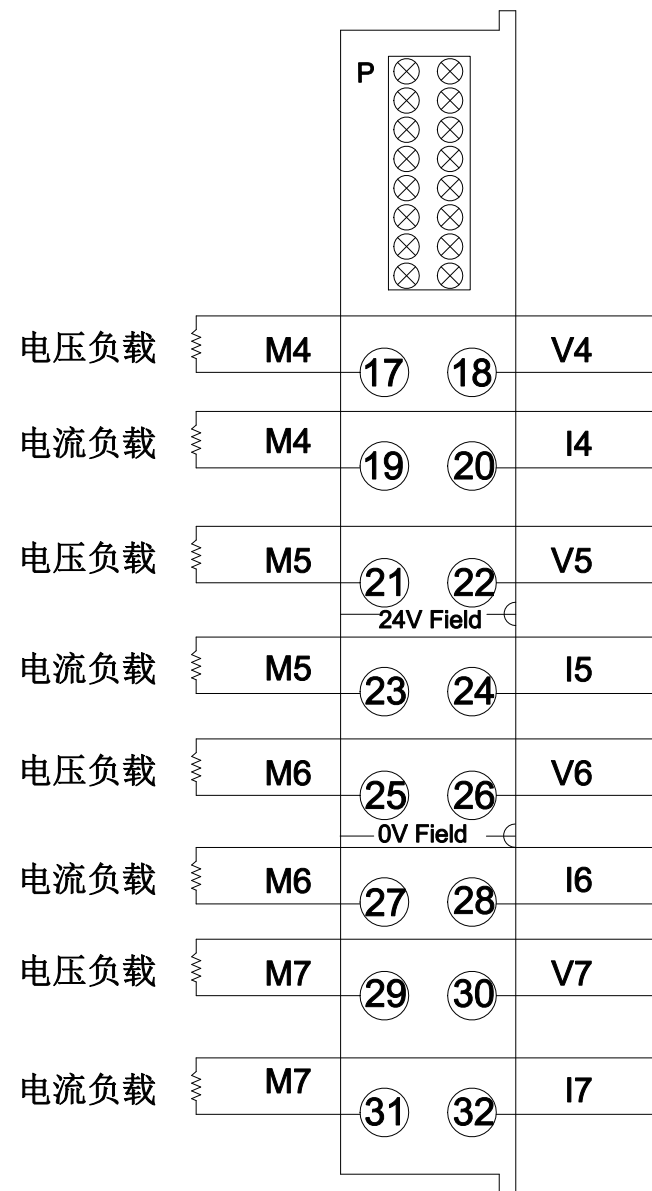 P
电压负载 M4 17 18 V4
电流负载 M4 19 20 I4
电压负载 M5 21 22 V5
24V Field
电流负载 M5 23 24 I5
电压负载 M6 25 26 V6
0V Field
电流负载 M6 27 28 I6
电压负载 M7 29 30 V7
电流负载 M7 31 32 I7